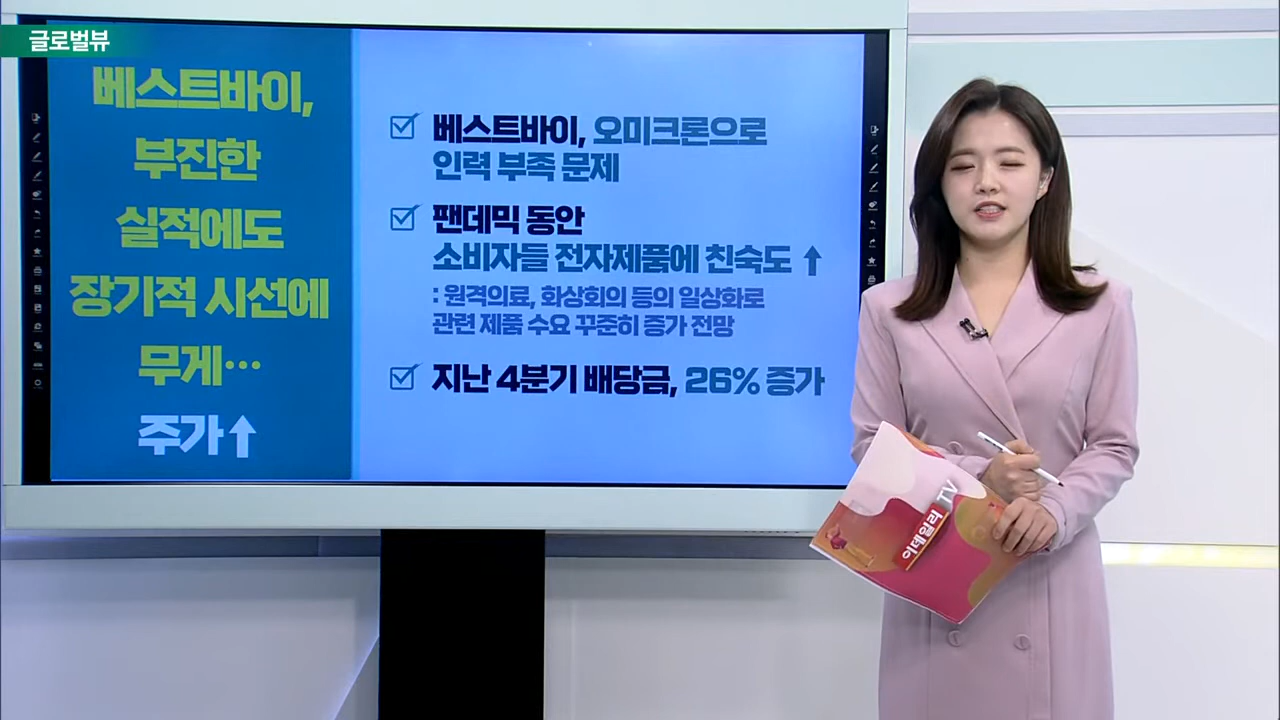 글로벌뷰
베스트바이,
부진한
실적에도
장기적 시선에
무게…
주가↑
베스트바이, 오미크론으로
인력 부족 문제
팬데믹 동안
소비자들 전자제품에 친숙도 ↑
: 원격의료, 화상회의 등의 일상화로
관련 제품 수요 꾸준히 증가 전망
지난 4분기 배당금, 26% 증가
이데일리 TV